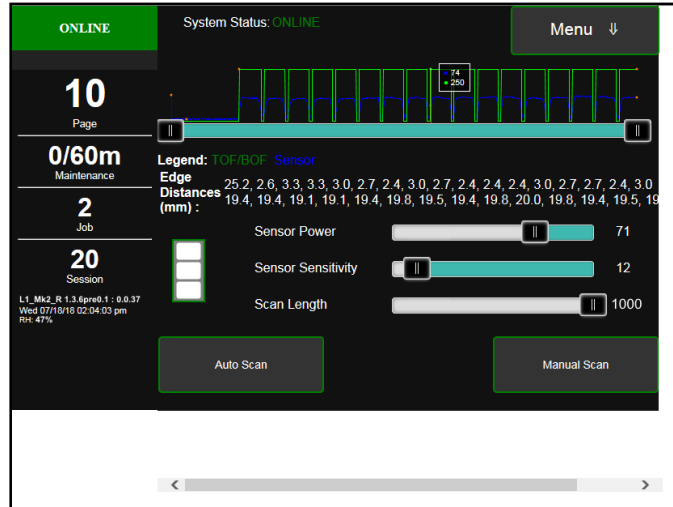 ONLINE
System Status: ONLINE
Menu ⇓
74
250
10
Page
0/60m
Maintenance
2
Job
20
Session
L1_Mk2_R 1.3.6pre0.1 : 0.0.37
Wed 07/18/18 02:04:03 pm
RH: 47%
Legend: TOF/BOF Sensor
Edge
Distances
(mm) :
25.2, 2.6, 3.3, 3.3, 3.0, 2.7, 2.4, 3.0, 2.7, 2.4, 2.4, 2.4, 3.0, 2.7, 2.7, 2.4, 3.0
19.4, 19.4, 19.1, 19.1, 19.4, 19.8, 19.5, 19.4, 19.8, 20.0, 19.8, 19.4, 19.5, 19
Sensor Power
71
Sensor Sensitivity
12
Scan Length
1000
Auto Scan
Manual Scan